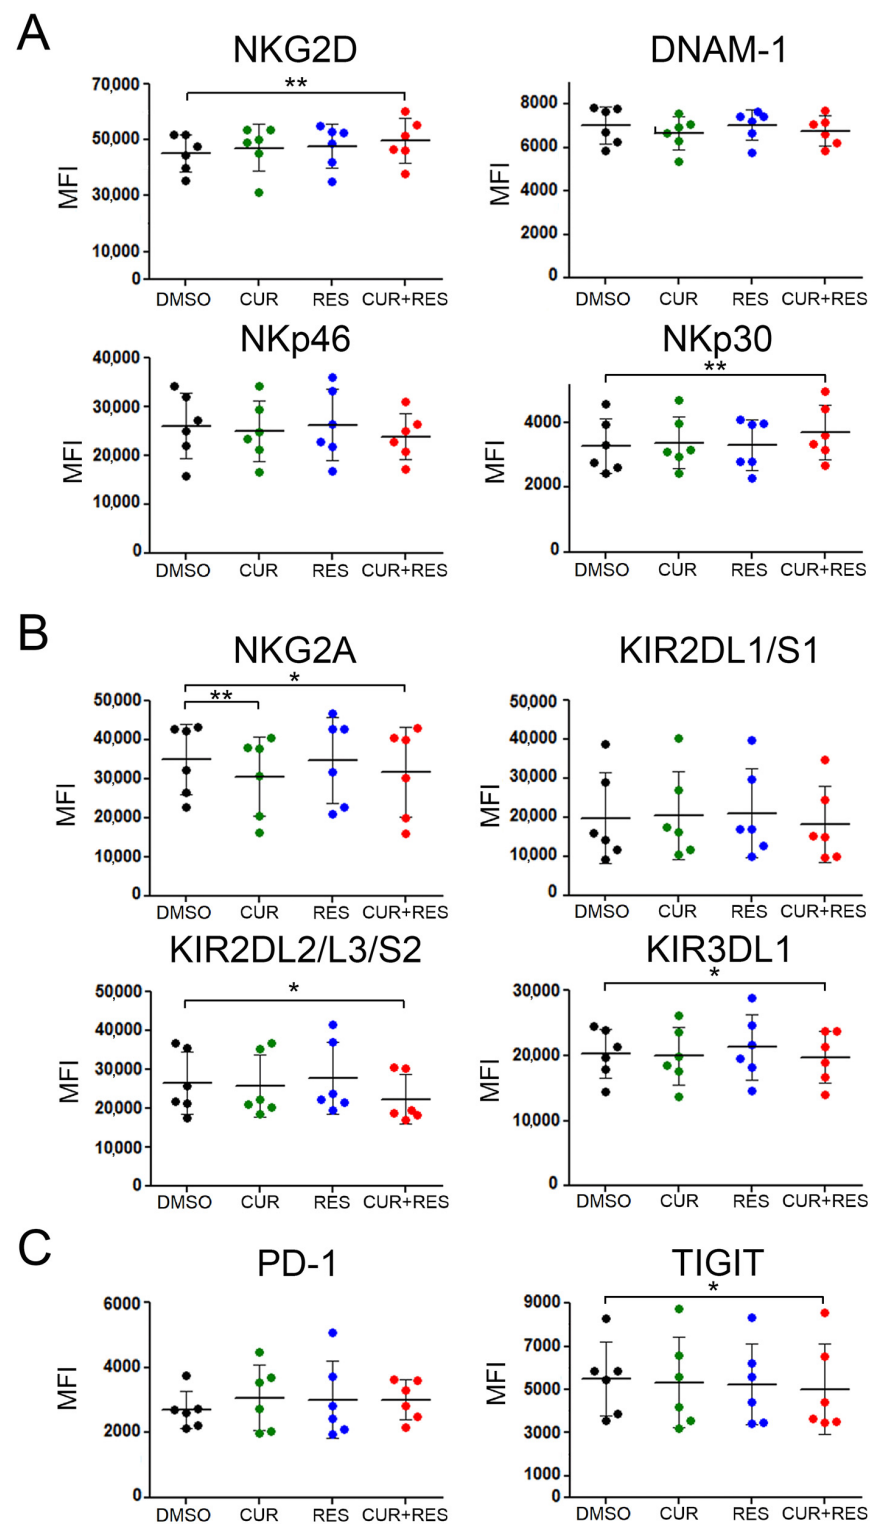 A
NKG2D
70,000
50,000
30,000
10,000
0
MFI
**
DMSO CUR RES CUR+RES
DNAM-1
8000
6000
4000
2000
0
MFI
DMSO CUR RES CUR+RES
NKp46
40,000
30,000
20,000
10,000
0
MFI
DMSO CUR RES CUR+RES
NKp30
**
4000
2000
0
MFI
DMSO CUR RES CUR+RES
B
NKG2A
*
**
50,000
40,000
30,000
20,000
10,000
0
MFI
DMSO CUR RES CUR+RES
KIR2DL1/S1
50,000
40,000
30,000
20,000
10,000
0
MFI
DMSO CUR RES CUR+RES
KIR2DL2/L3/S2
*
50,000
40,000
30,000
20,000
10,000
0
MFI
DMSO CUR RES CUR+RES
KIR3DL1
*
30,000
20,000
10,000
0
MFI
DMSO CUR RES CUR+RES
C
PD-1
6000
4000
2000
0
MFI
DMSO CUR RES CUR+RES
TIGIT
*
9000
7000
5000
3000
1000
0
MFI
DMSO CUR RES CUR+RES